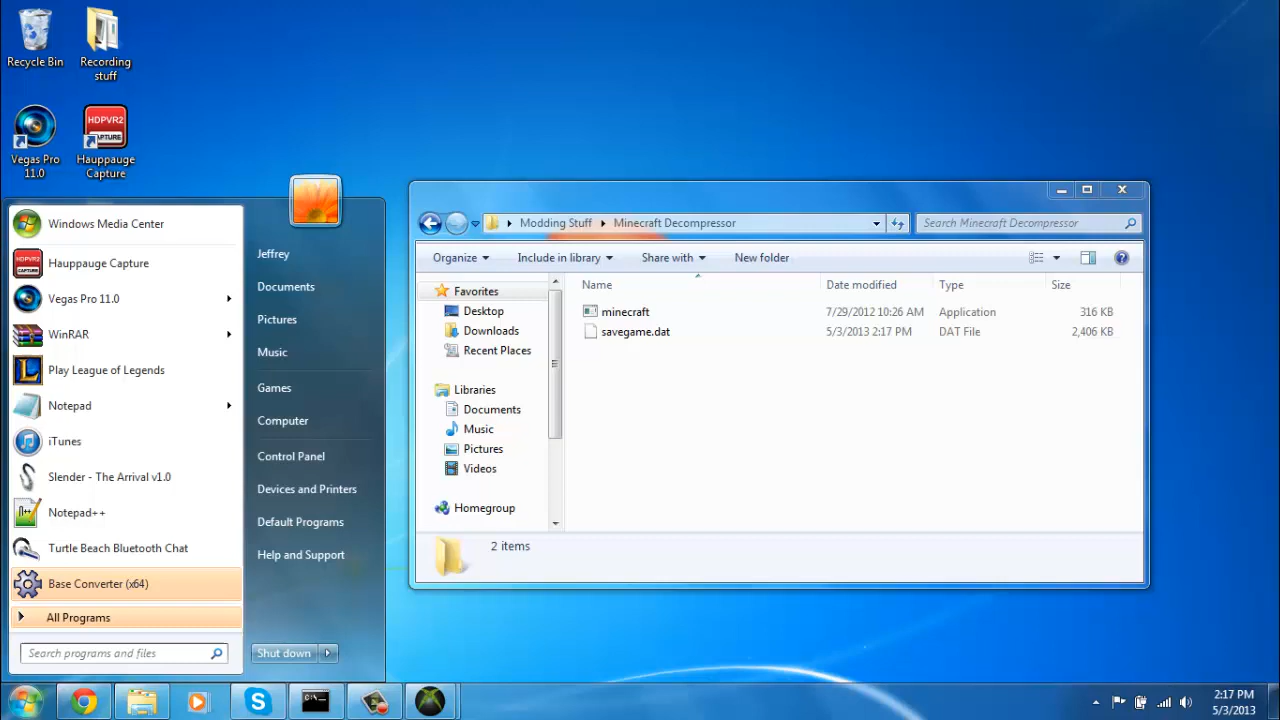 Recycle Bin
Recording
stuff
Vegas Pro
11.0
HDPVR2
CAPTURE
Hauppauge
Capture
Windows Media Center
Hauppauge Capture
Vegas Pro 11.0
WinRAR
Play League of Legends
Notepad
iTunes
Slender - The Arrival v1.0
Notepad++
Turtle Beach Bluetooth Chat
Base Converter (x64)
All Programs
Search programs and files
Jeffrey
Documents
Pictures
Music
Games
Computer
Control Panel
Devices and Printers
Default Programs
Help and Support
Shut down
Modding Stuff Minecraft Decompressor
Search Minecraft Decompressor
Organize Include in library Share with New folder
Name Date modified Type Size
minecraft 7/29/2012 10:26 AM Application 316 KB
savegame.dat 5/3/2013 2:17 PM DAT File 2,406 KB
Favorites
Desktop
Downloads
Recent Places
Libraries
Documents
Music
Pictures
Videos
Homegroup
2 items
2:17 PM
5/3/2013